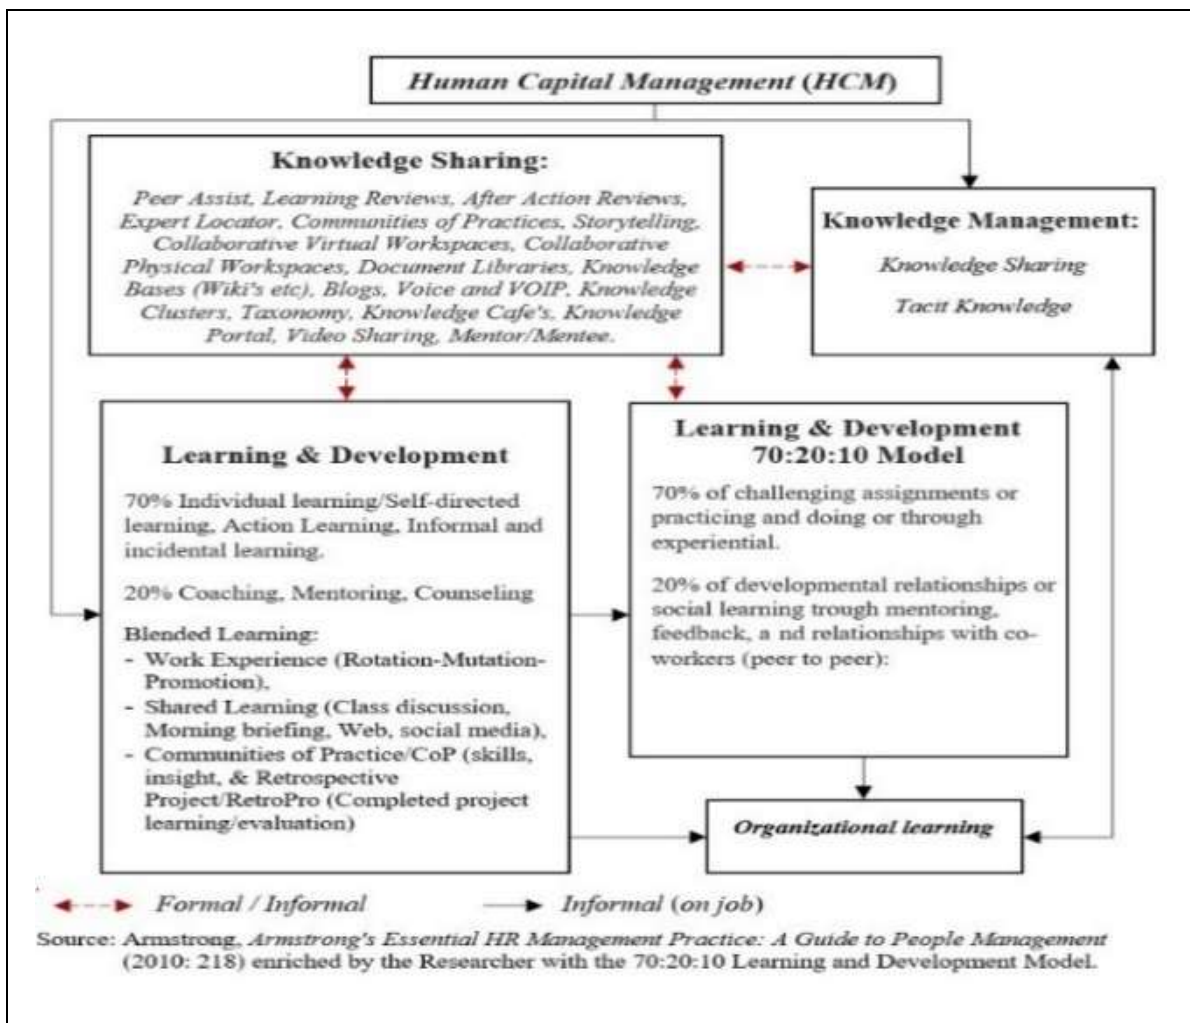 Human Capital Management (HCM)
Knowledge Sharing:
Peer Assist, Learning Reviews, After Action Reviews,
Expert Locator, Communities of Practices, Storytelling,
Collaborative Virtual Workspaces, Collaborative
Physical Workspaces, Document Libraries, Knowledge
Bases (Wiki's etc), Blogs, Voice and VOIP, Knowledge
Clusters, Taxonomy, Knowledge Cafe's, Knowledge
Portal, Video Sharing, Mentor/Mentee.
Knowledge Management:
Knowledge Sharing
Tacit Knowledge
Learning & Development
70% Individual learning/Self-directed
learning, Action Learning, Informal and
incidental learning.
20% Coaching, Mentoring, Counseling
Blended Learning:
- Work Experience (Rotation-Mutation-
Promotion),
- Shared Learning (Class discussion,
Morning briefing, Web, social media),
- Communities of Practice/CoP (skills,
insight, & Retrospective
Project/RetroPro (Completed project
learning/evaluation)
Learning & Development
70:20:10 Model
70% of challenging assignments or
practicing and doing or through
experiential.
20% of developmental relationships or
social learning trough mentoring,
feedback, a nd relationships with co-
workers (peer to peer):
Organizational learning
Formal / Informal
Informal (on job)
Source: Armstrong, Armstrong's Essential HR Management Practice: A Guide to People Management
(2010: 218) enriched by the Researcher with the 70:20:10 Learning and Development Model.